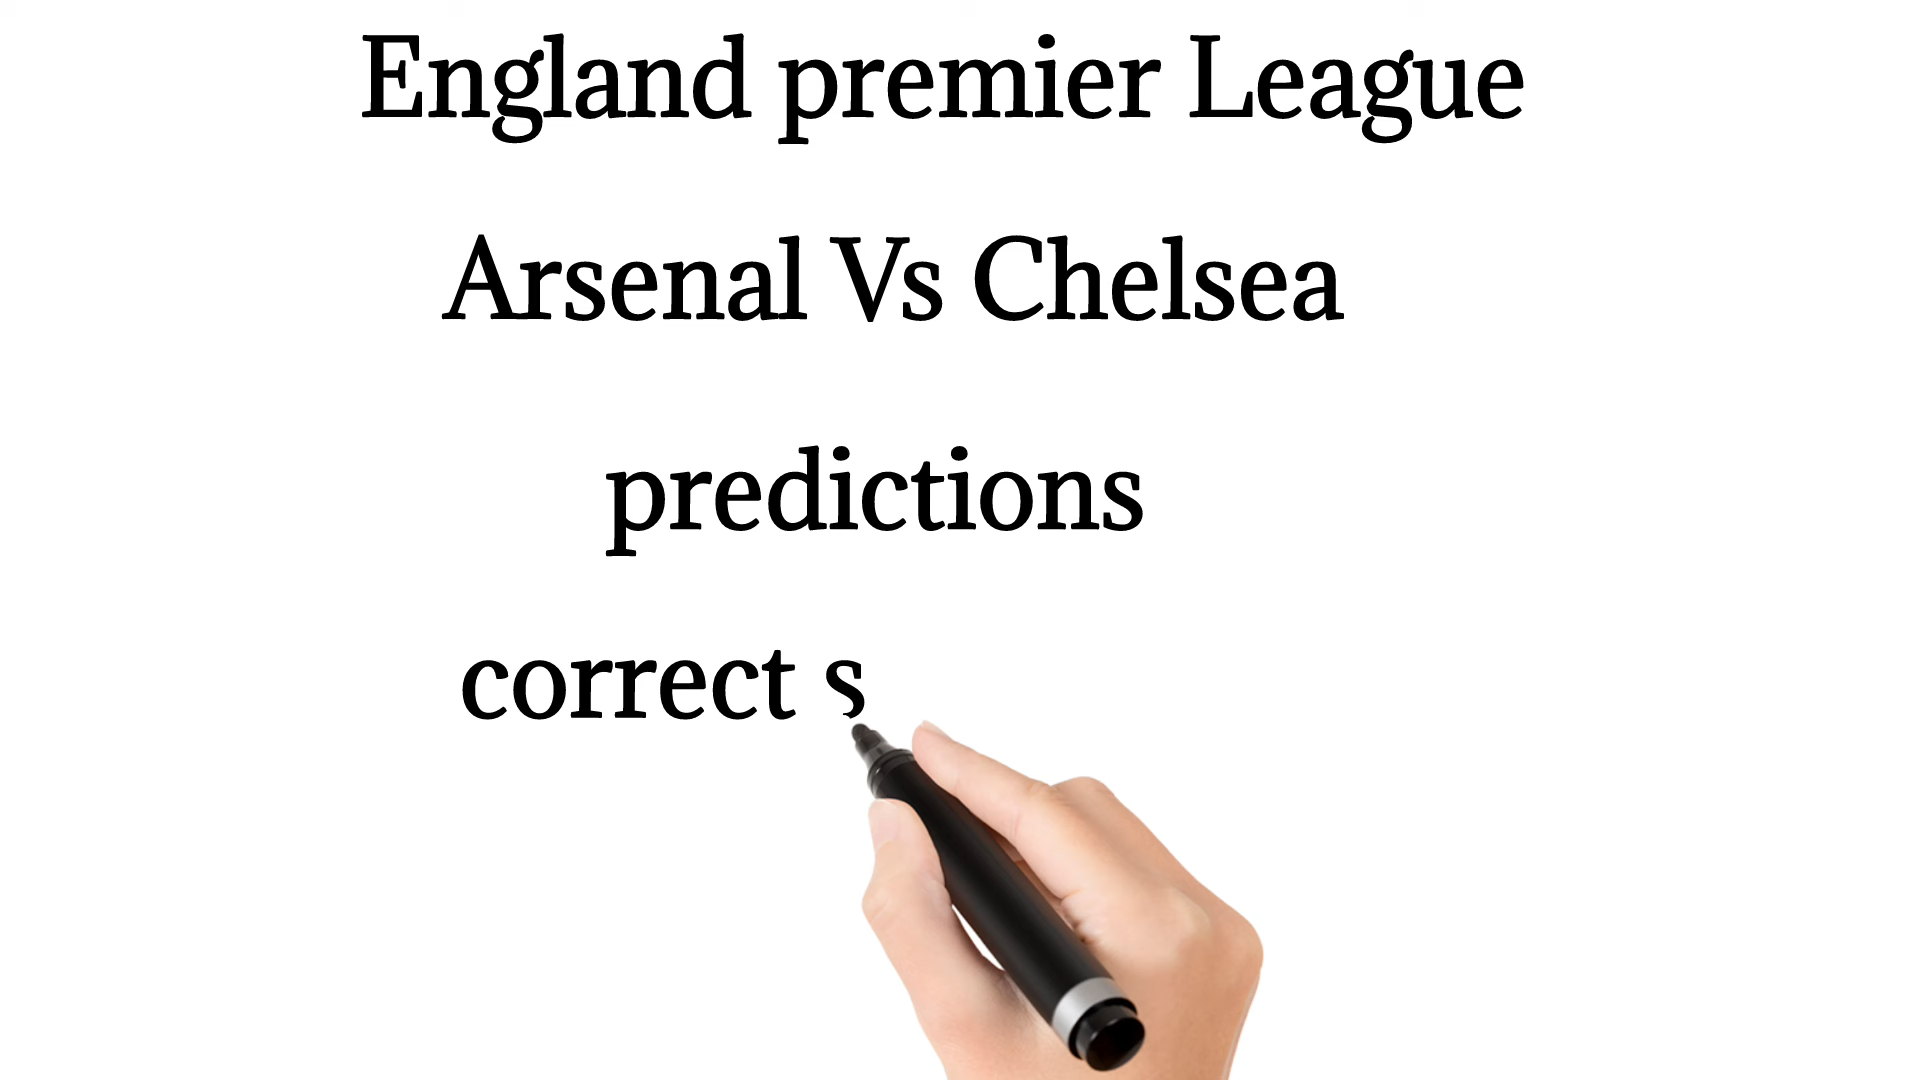 England premier League
Arsenal Vs Chelsea
predictions
correct s